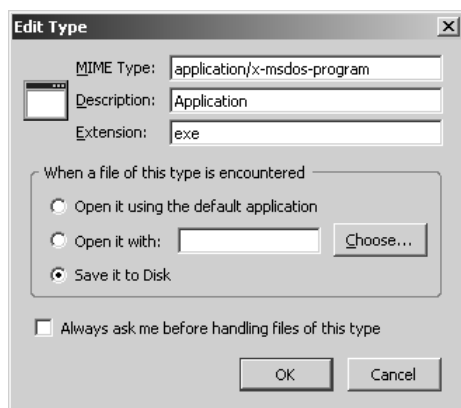 Edit Type
MIME Type: application/x-msdos-program
Description: Application
Extension: exe
When a file of this type is encountered
Open it using the default application
Open it with: Choose...
Save it to Disk
Always ask me before handling files of this type
OK Cancel